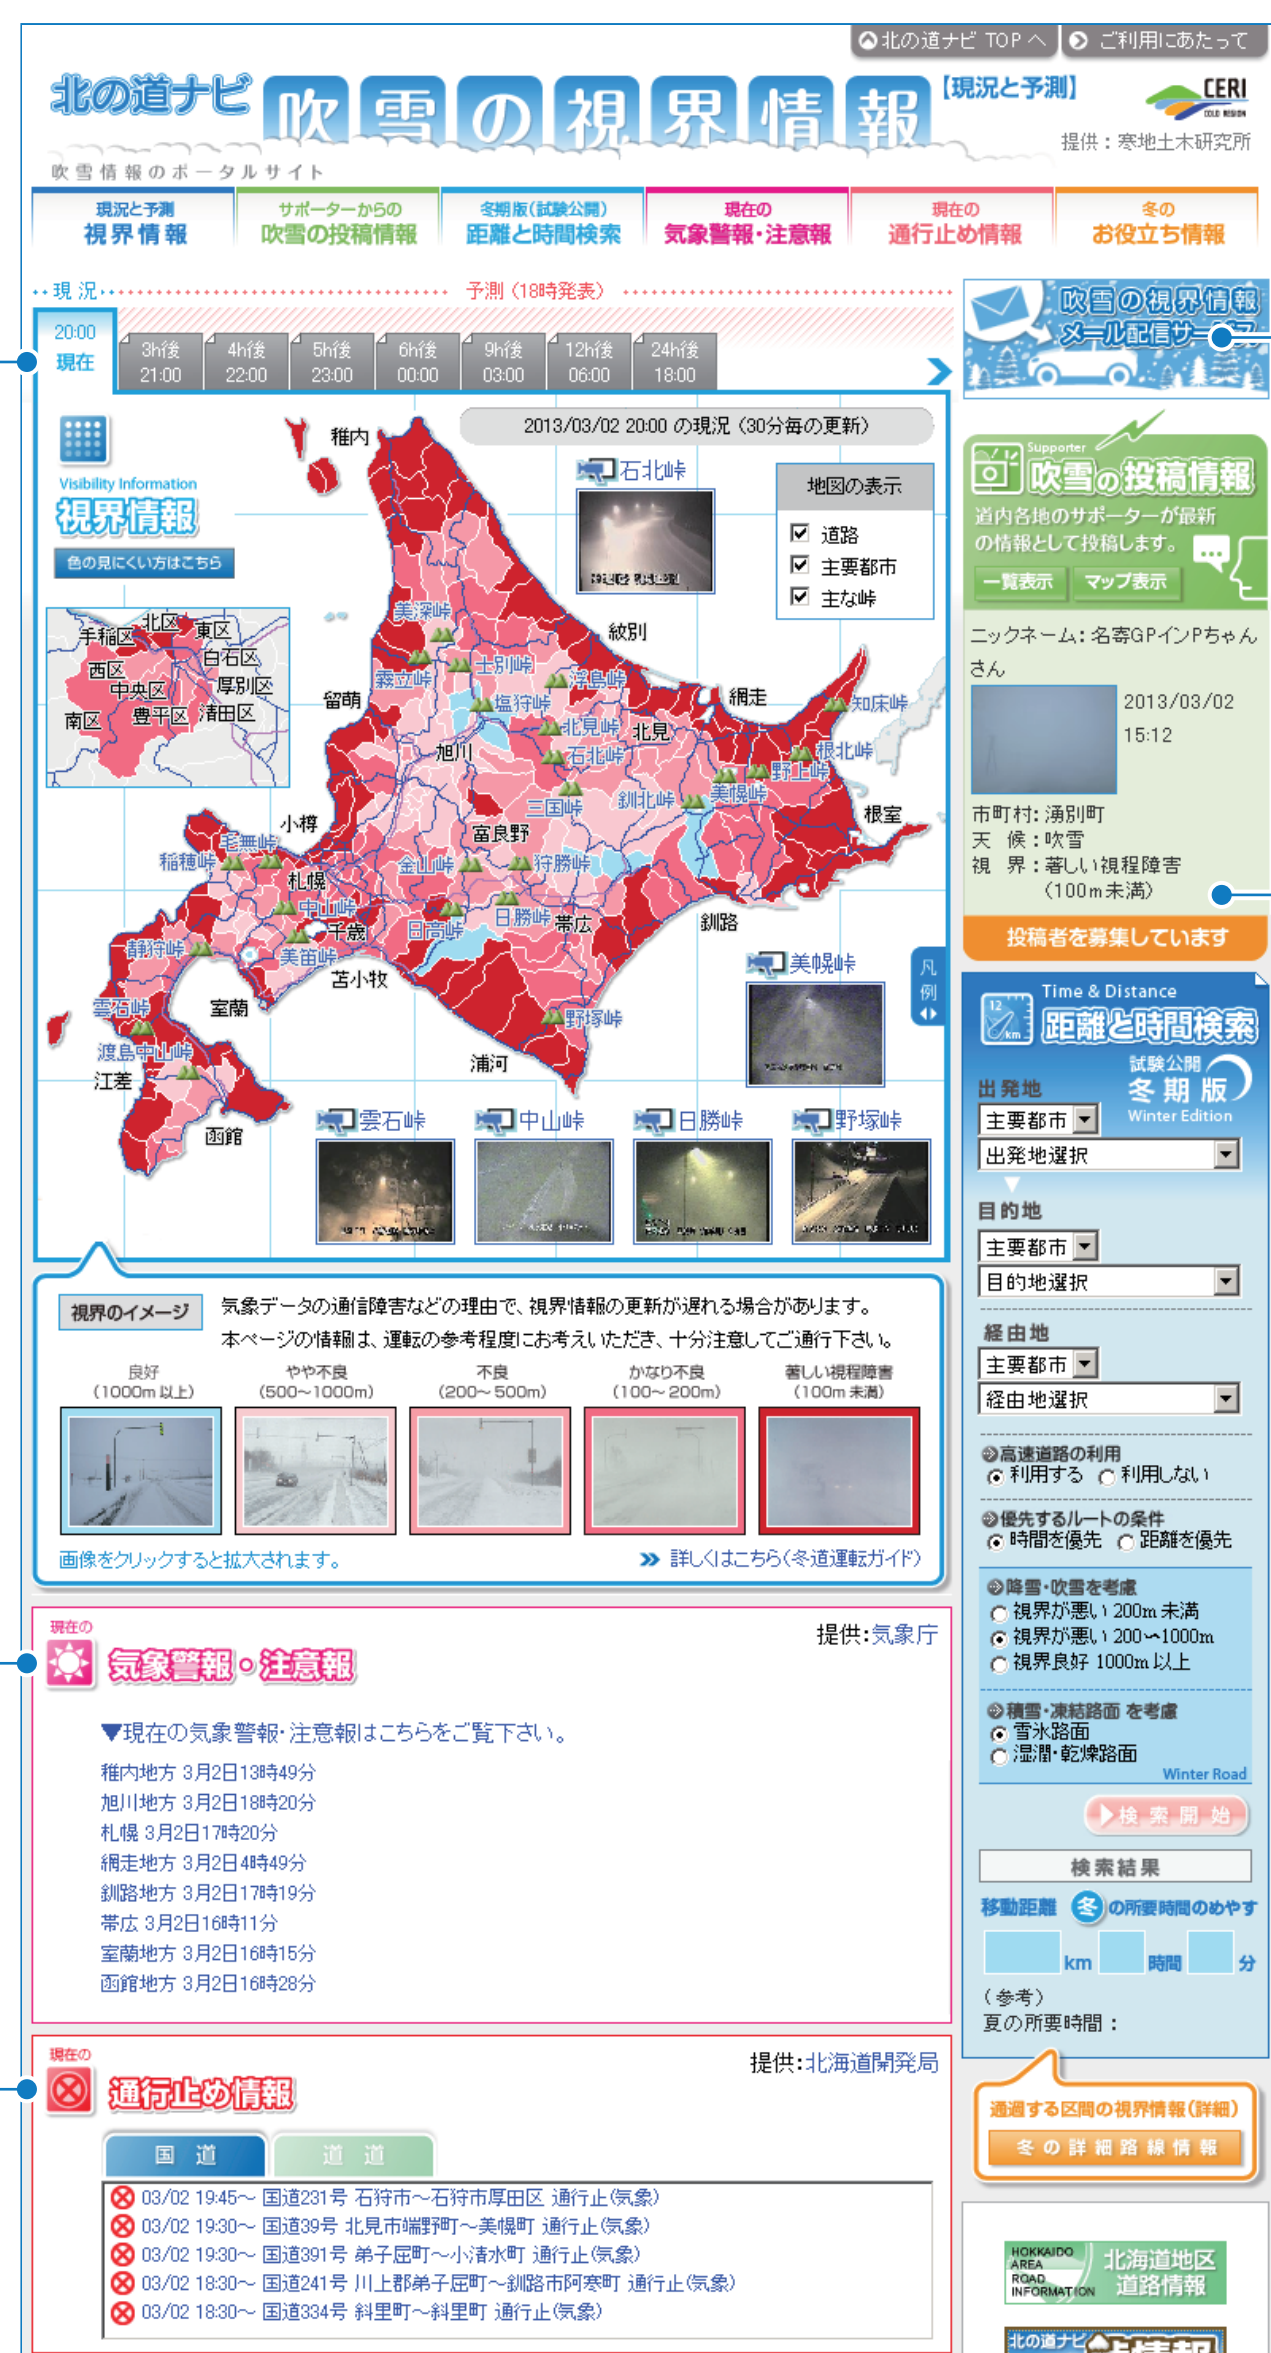 北の道ナビ TOP へ
ご利用にあたって
北の道ナビ 吹雪の視界情報 【現況と予測】
CERI
COLD REGION
提供：寒地土木研究所
吹雪情報のポータルサイト
現況と予測
視界情報
サポーターからの
吹雪の投稿情報
冬期版(試験公開)
距離と時間検索
現在の
気象警報・注意報
現在の
通行止め情報
冬の
お役立ち情報
現況
予測（18時発表）
20:00
現在
3h後
21:00
4h後
22:00
5h後
23:00
6h後
00:00
9h後
03:00
12h後
06:00
24h後
18:00
2013/03/02 20:00 の現況（30分毎の更新）
Visibility Information
視界情報
色の見にくい方はこちら
地図の表示
道路
主要都市
主な峠
石北峠
稚内
紋別
美深峠
士別峠
霧立峠
浮島峠
留萌
塩狩峠
網走
知床峠
北見峠
北見
旭川
石北峠
根北峠
野上峠
三国峠
釧北峠
美幌峠
根室
富良野
小樽
毛無峠
稲穂峠
札幌
金山峠
狩勝峠
中山峠
千歳
日高峠
日勝峠
帯広
釧路
静狩峠
美笛峠
苫小牧
雲石峠
室蘭
野塚峠
渡島中山峠
浦河
江差
函館
手稲区
北区
東区
西区
白石区
中央区
厚別区
南区
豊平区
清田区
凡例
美幌峠
雲石峠
中山峠
日勝峠
野塚峠
視界のイメージ
気象データの通信障害などの理由で、視界情報の更新が遅れる場合があります。
本ページの情報は、運転の参考程度にお考えいただき、十分注意してご通行下さい。
良好
（1000m 以上）
やや不良
（500～1000m）
不良
（200～500m）
かなり不良
（100～200m）
著しい視程障害
（100m 未満）
画像をクリックすると拡大されます。
詳しくはこちら（冬道運転ガイド）
現在の
気象警報・注意報
提供:気象庁
▼現在の気象警報・注意報はこちらをご覧下さい。
稚内地方 3月2日13時49分
旭川地方 3月2日18時20分
札幌 3月2日17時20分
網走地方 3月2日4時49分
釧路地方 3月2日17時19分
帯広 3月2日16時11分
室蘭地方 3月2日16時15分
函館地方 3月2日16時28分
現在の
通行止め情報
提供:北海道開発局
国道
道道
03/02 19:45～ 国道231号 石狩市～石狩市厚田区 通行止(気象)
03/02 19:30～ 国道39号 北見市端野町～美幌町 通行止(気象)
03/02 19:30～ 国道391号 弟子屈町～小清水町 通行止(気象)
03/02 18:30～ 国道241号 川上郡弟子屈町～釧路市阿寒町 通行止(気象)
03/02 18:30～ 国道334号 斜里町～斜里町 通行止(気象)
吹雪の視界情報
メール配信サービス
Supporter
吹雪の投稿情報
道内各地のサポーターが最新
の情報として投稿します。
一覧表示
マップ表示
ニックネーム：名寄GPインPちゃん
さん
2013/03/02
15:12
市町村：湧別町
天 候：吹雪
視 界：著しい視程障害
（100m未満）
投稿者を募集しています
Time & Distance
距離と時間検索
試験公開
冬期版
Winter Edition
出発地
主要都市
出発地選択
目的地
主要都市
目的地選択
経由地
主要都市
経由地選択
高速道路の利用
利用する 利用しない
優先するルートの条件
時間を優先 距離を優先
降雪・吹雪を考慮
視界が悪い 200m 未満
視界が悪い 200〜1000m
視界良好 1000m 以上
積雪・凍結路面 を考慮
雪氷路面
湿潤・乾燥路面
Winter Road
検索開始
検索結果
移動距離 冬の所要時間のめやす
km 時間 分
（参考）
夏の所要時間：
通過する区間の視界情報(詳細)
冬の詳細路線情報
HOKKAIDO
AREA
ROAD
INFORMATION
北海道地区
道路情報
北の道ナビ